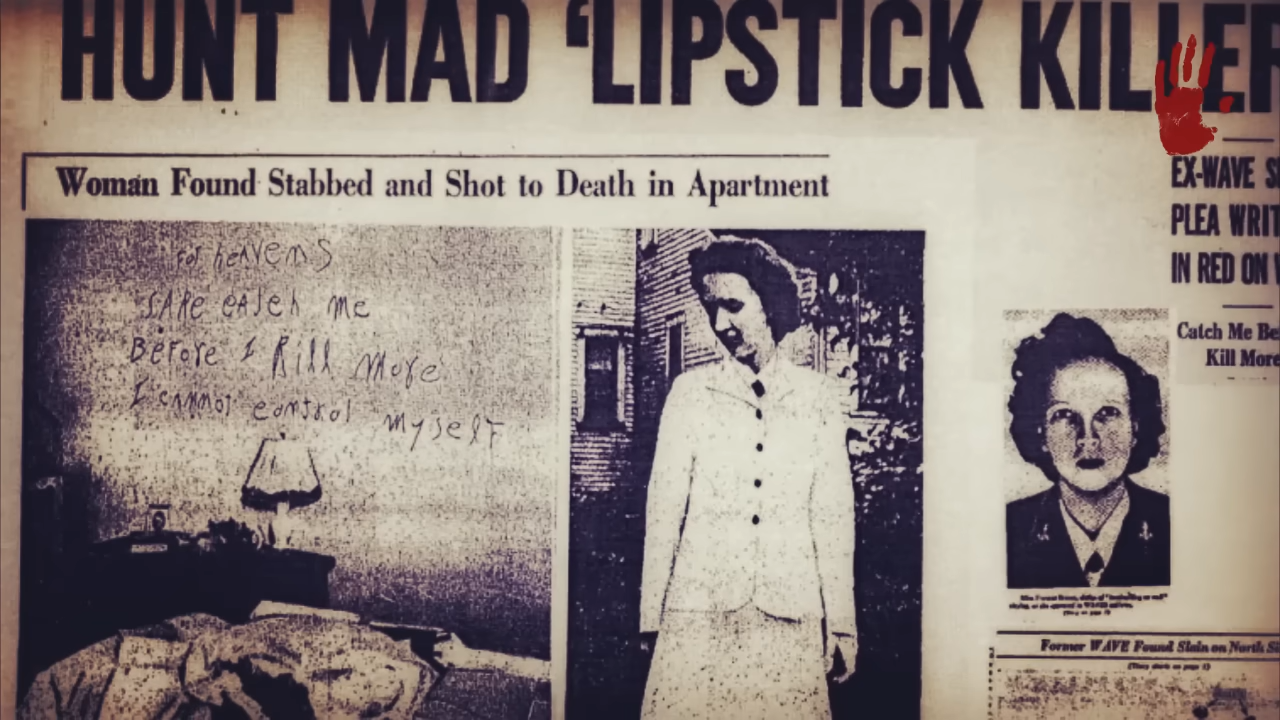 HUNT MAD 'LIPSTICK KILLER
Woman Found Stabbed and Shot to Death in Apartment
For heavens
SAke cAtch me
BeFore I kill more
I cannot control myself
EX-WAVE S
PLEA WRIT
IN RED ON
Catch Me Be
Kill More
Former WAVE Found Slain on North Si